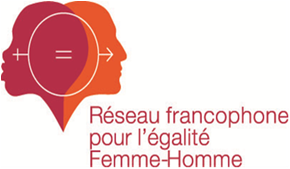 + = →
Réseau francophone
pour l'égalité
Femme-Homme